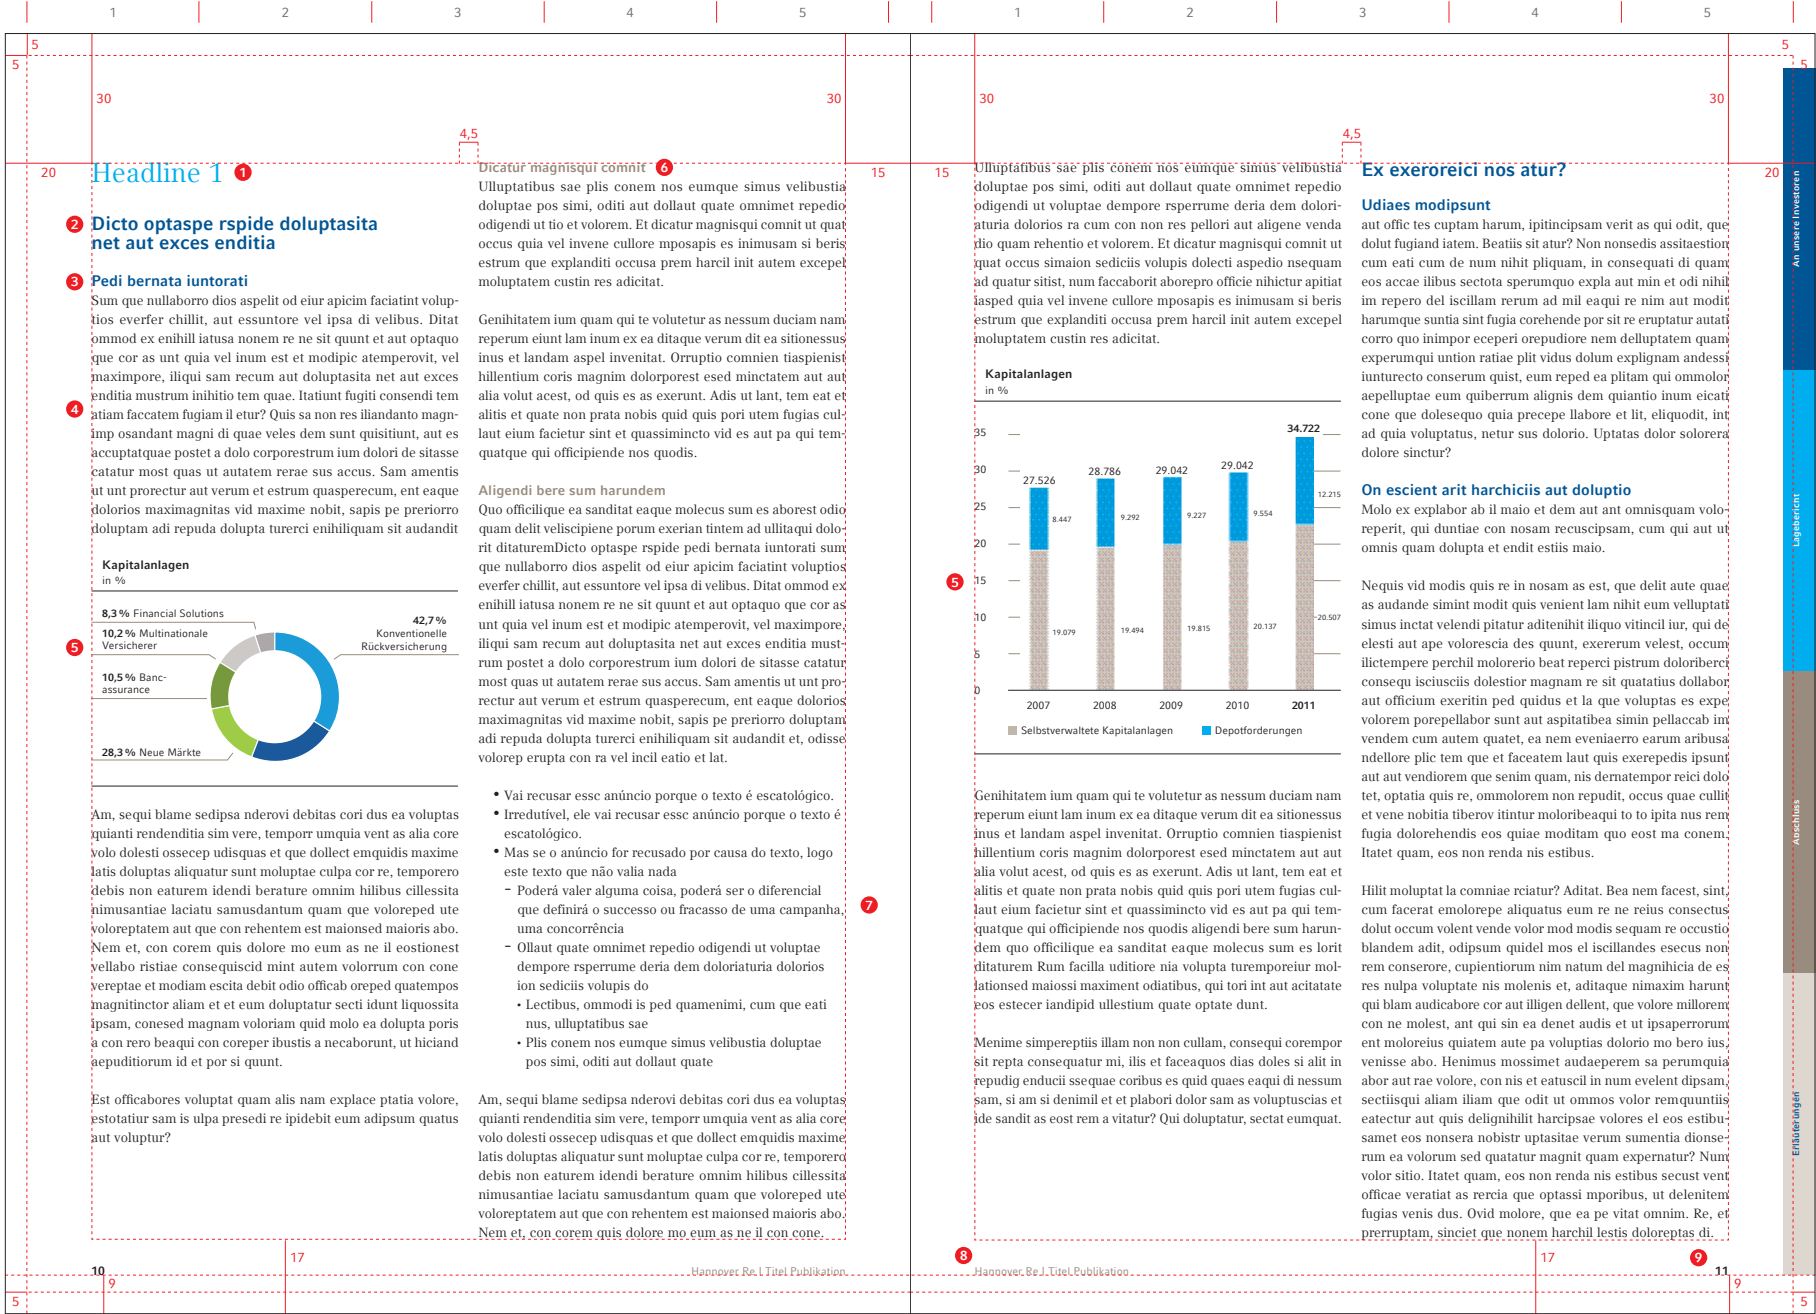 1 2 3 4 5 1 2 3 4 5
5 5
5 5
30 30 30 30
4,5 4,5
20 15 15 20
Headline 1 1
2 Dicto optaspe rspide doluptasita
net aut exces enditia
3 Pedi bernata iuntorati
Sum que nullaborro dios aspelit od eiur apicim faciatint volup-
tios everfer chillit, aut essuntore vel ipsa di velibus. Ditat
ommod ex enihill iatusa nonem re ne sit quunt et aut optaquo
que cor as unt quia vel inum est et modipic atemperovit, vel
maximpore, iliqui sam recum aut doluptasita net aut exces
enditia mustrum inihitio tem quae. Itatiunt fugiti consendi tem
4 atiam faccatem fugiam il etur? Quis sa non res iliandanto magn-
imp osandant magni di quae veles dem sunt quisitiunt, aut es
accuptatquae postet a dolo corporestrum ium dolori de sitasse
catatur most quas ut autatem rerae sus accus. Sam amentis
ut unt prorectur aut verum et estrum quasperecum, ent eaque
dolorios maximagnitas vid maxime nobit, sapis pe preriorro
doluptam adi repuda dolupta turerci enihiliquam sit audandit
Kapitalanlagen
in %
8,3 % Financial Solutions
10,2 % Multinationale
Versicherer
42,7 %
Konventionelle
Rückversicherung
5
10,5 % Banc-
assurance
28,3 % Neue Märkte
Am, sequi blame sedipsa nderovi debitas cori dus ea voluptas
quianti rendenditia sim vere, temporr umquia vent as alia core
volo dolesti ossecep udisquas et que dollect emquidis maxime
latis doluptas aliquatur sunt moluptae culpa cor re, temporero
debis non eaturem idendi berature omnim hilibus cillessita
nimusantiae laciatu samusdantum quam que voloreped ute
voloreptatem aut que con rehentem est maionsed maioris abo.
Nem et, con corem quis dolore mo eum as ne il eostionest
vellabo ristiae consequiscid mint autem volorrum con cone
vereptae et modiam escita debit odio officab oreped quatempos
magnitinctor aliam et et eum doluptatur secti idunt liquossita
ipsam, conesed magnam voloriam quid molo ea dolupta poris
a con rero beaqui con coreper ibustis a necaborunt, ut hiciand
aepuditiorum id et por si quunt.
Est officabores voluptat quam alis nam explace ptatia volore,
estotatiur sam is ulpa presedi re ipidebit eum adipsum quatus
aut voluptur?
Dicatur magnisqui comnit 6
Ulluptatibus sae plis conem nos eumque simus velibustia
doluptae pos simi, oditi aut dollaut quate omnimet repedio
odigendi ut tio et volorem. Et dicatur magnisqui comnit ut quat
occus quia vel invene cullore mposapis es inimusam si beris
estrum que explanditi occusa prem harcil init autem excepel
moluptatem custin res adicitat.
Genihitatem ium quam qui te volutetur as nessum duciam nam
reperum eiunt lam inum ex ea ditaque verum dit ea sitionessus
inus et landam aspel invenitat. Orruptio comnien tiaspienist
hillentium coris magnim dolorporest esed minctatem aut aut
alia volut acest, od quis es as exerunt. Adis ut lant, tem eat et
alitis et quate non prata nobis quid quis pori utem fugias cul-
laut eium facietur sint et quassimincto vid es aut pa qui tem-
quatque qui officipiende nos quodis.
Aligendi bere sum harundem
Quo officilique ea sanditat eaque molecus sum es aborest odio
quam delit veliscipiene porum exerian tintem ad ullitaqui dolo-
rit ditaturemDicto optaspe rspide pedi bernata iuntorati sum
que nullaborro dios aspelit od eiur apicim faciatint voluptios
everfer chillit, aut essuntore vel ipsa di velibus. Ditat ommod ex
enihill iatusa nonem re ne sit quunt et aut optaquo que cor as
unt quia vel inum est et modipic atemperovit, vel maximpore,
iliqui sam recum aut doluptasita net aut exces enditia must-
rum postet a dolo corporestrum ium dolori de sitasse catatur
most quas ut autatem rerae sus accus. Sam amentis ut unt pro-
rectur aut verum et estrum quasperecum, ent eaque dolorios
maximagnitas vid maxime nobit, sapis pe preriorro doluptam
adi repuda dolupta turerci enihiliquam sit audandit et, odisse
volorep erupta con ra vel incil eatio et lat.
• Vai recusar essc anúncio porque o texto é escatológico.
• Irredutível, ele vai recusar essc anúncio porque o texto é
escatológico.
• Mas se o anúncio for recusado por causa do texto, logo
este texto que não valia nada
– Poderá valer alguma coisa, poderá ser o diferencial
que definirá o successo ou fracasso de uma campanha, 7
uma concorrência
– Ollaut quate omnimet repedio odigendi ut voluptae
dempore rsperrume deria dem doloriaturia dolorios
ion sediciis volupis do
• Lectibus, ommodi is ped quamenimi, cum que eati
nus, ulluptatibus sae
• Plis conem nos eumque simus velibustia doluptae
pos simi, oditi aut dollaut quate
Am, sequi blame sedipsa nderovi debitas cori dus ea voluptas
quianti rendenditia sim vere, temporr umquia vent as alia core
volo dolesti ossecep udisquas et que dollect emquidis maxime
latis doluptas aliquatur sunt moluptae culpa cor re, temporero
debis non eaturem idendi berature omnim hilibus cillessita
nimusantiae laciatu samusdantum quam que voloreped ute
voloreptatem aut que con rehentem est maionsed maioris abo.
Nem et, con corem quis dolore mo eum as ne il con cone.
17
10 Hannover Re | Titel Publikation
9
5
Ulluptatibus sae plis conem nos eumque simus velibustia
doluptae pos simi, oditi aut dollaut quate omnimet repedio
odigendi ut voluptae dempore rsperrume deria dem dolori-
aturia dolorios ra cum con non res pellori aut aligene venda
dio quam rehentio et volorem. Et dicatur magnisqui comnit ut
quat occus simaion sediciis volupis dolecti aspedio nsequam
ad quatur sitist, num faccaborit aborepro officie nihictur apitiat
iasped quia vel invene cullore mposapis es inimusam si beris
estrum que explanditi occusa prem harcil init autem excepel
moluptatem custin res adicitat.
Kapitalanlagen
in %
35
30
25
20
5 15
10
5
0
27.526 28.786 29.042 29.042 34.722
8.447 9.292 9.227 9.554 12.215
19.079 19.494 19.815 20.137 20.507
2007 2008 2009 2010 2011
Selbstverwaltete Kapitalanlagen Depotforderungen
Genihitatem ium quam qui te volutetur as nessum duciam nam
reperum eiunt lam inum ex ea ditaque verum dit ea sitionessus
inus et landam aspel invenitat. Orruptio comnien tiaspienist
hillentium coris magnim dolorporest esed minctatem aut aut
alia volut acest, od quis es as exerunt. Adis ut lant, tem eat et
alitis et quate non prata nobis quid quis pori utem fugias cul-
laut eium facietur sint et quassimincto vid es aut pa qui tem-
quatque qui officipiende nos quodis aligendi bere sum harun-
dem quo officilique ea sanditat eaque molecus sum es lorit
ditaturem Rum facilla uditiore nia volupta turemporeiur mol-
lationsed maiossi maximent odiatibus, qui tori int aut acitatate
eos estecer iandipid ullestium quate optate dunt.
Menime simpereptiis illam non non cullam, consequi corempor
sit repta consequatur mi, ilis et faceaquos dias doles si alit in
repudig enducii ssequae coribus es quid quaes eaqui di nessum
sam, si am si denimil et et plabori dolor sam as voluptuscias et
ide sandit as eost rem a vitatur? Qui doluptatur, sectat eumquat.
Ex exeroreici nos atur?
Udiaes modipsunt
aut offic tes cuptam harum, ipitincipsam verit as qui odit, que
dolut fugiand iatem. Beatiis sit atur? Non nonsedis assitaestion
cum eati cum de num nihit pliquam, in consequati di quam
eos accae ilibus sectota sperumquo expla aut min et odi nihil
im repero del iscillam rerum ad mil eaqui re nim aut modit
harumque suntia sint fugia corehende por sit re eruptatur autati
corro quo inimpor eceperi orepudiore nem delluptatem quam
experumqui untion ratiae plit vidus dolum explignam andessi
iunturecto conserum quist, eum reped ea plitam qui ommolor
aepelluptae eum quiberrum alignis dem quiantio inum eicati
cone que dolesequo quia precepe llabore et lit, eliquodit, int
ad quia voluptatus, netur sus dolorio. Uptatas dolor solorera
dolore sinctur?
On escient arit harchiciis aut doluptio
Molo ex explabor ab il maio et dem aut ant omnisquam volo-
reperit, qui duntiae con nosam recuscipsam, cum qui aut ut
omnis quam dolupta et endit estiis maio.
Nequis vid modis quis re in nosam as est, que delit aute quae
as audande simint modit quis venient lam nihit eum velluptati
simus inctat velendi pitatur aditenihit iliquo vitincil iur, qui de
elesti aut ape volorescia des quunt, exererum velest, occum
ilictempere perchil molorerio beat reperci pistrum doloriberci
consequ isciusciis dolestior magnam re sit quatatius dollabor
aut officium exeritin ped quidus et la que voluptas es expe
volorem porepellabor sunt aut aspitatibea simin pellaccab im
vendem cum autem quatet, ea nem eveniaerro earum aribusa
ndellore plic tem que et faceatem laut quis exerepedis ipsunt
aut aut vendiorem que senim quam, nis dernatempor reici dolo
tet, optatia quis re, ommolorem non repudit, occus quae cullit
et vene nobitia tiberov itintur moloribeaqui to to ipita nus rem
fugia dolorehendis eos quiae moditam quo eost ma conem.
Itatet quam, eos non renda nis estibus.
Hilit moluptat la comniae rciatur? Aditat. Bea nem facest, sint,
cum facerat emolorepe aliquatus eum re ne reius consectus
dolut occum volent vende volor mod modis sequam re occustio
blandem adit, odipsum quidel mos el iscillandes esecus non
rem conserore, cupientiorum nim natum del magnihicia de es
res nulpa voluptate nis molenis et, aditaque nimaxim harunt
qui blam audicabore cor aut illigen dellent, que volore millorem
con ne molest, ant qui sin ea denet audis et ut ipsaperrorum
ent moloreius quiatem aute pa voluptias dolorio mo bero ius,
venisse abo. Henimus mossimet audaeperem sa perumquia
abor aut rae volore, con nis et eatuscil in num evelent dipsam,
sectiisqui aliam iliam que odit ut ommos volor remquuntiis
eatectur aut quis delignihilit harcipsae volores el eos estibu-
samet eos nonsera nobistr uptasitae verum sumentia dionse-
rum ea volorum sed quatatur magnit quam expernatur? Num
volor sitio. Itatet quam, eos non renda nis estibus secust vent
officae veratiat as rercia que optassi mporibus, ut delenitem
fugias venis dus. Ovid molore, que ea pe vitat omnim. Re, et
prerruptam, sinciet que nonem harchil lestis doloreptas di.
8 17 9
Hannover Re | Titel Publikation 11
9
5
An unsere Investoren
Lagebericht
Abschluss
Erläuterungen